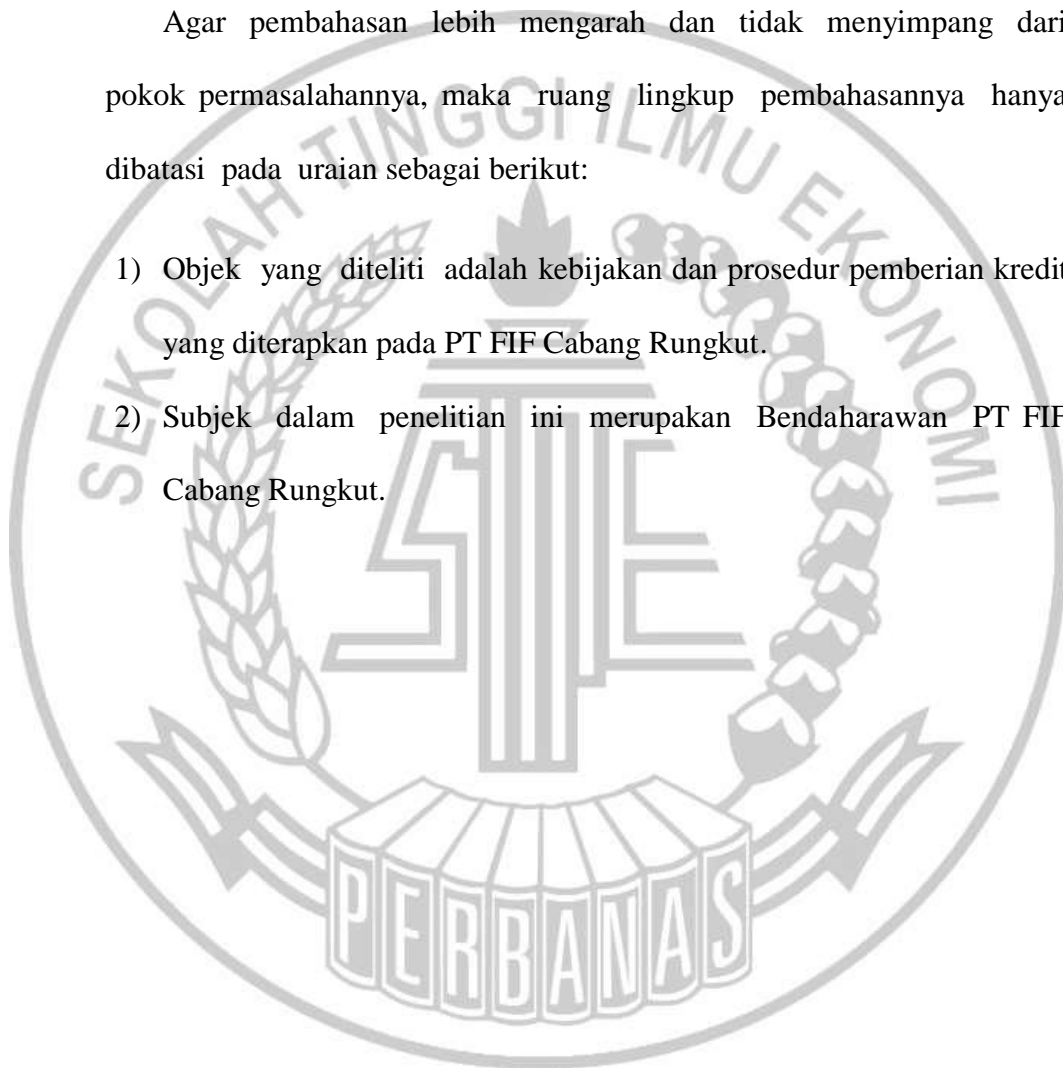 Agar pembahasan lebih mengarah dan tidak menyimpang dari
pokok permasalahannya, maka ruang lingkup pembahasannya hanya
dibatasi pada uraian sebagai berikut:
1) Objek yang diteliti adalah kebijakan dan prosedur pemberian kredit
yang diterapkan pada PT FIF Cabang Rungkut.
2) Subjek dalam penelitian ini merupakan Bendaharawan PT FIF
Cabang Rungkut.
SEKOLAH TINGGI ILMU EKONOMI
STIE
PERBANAS